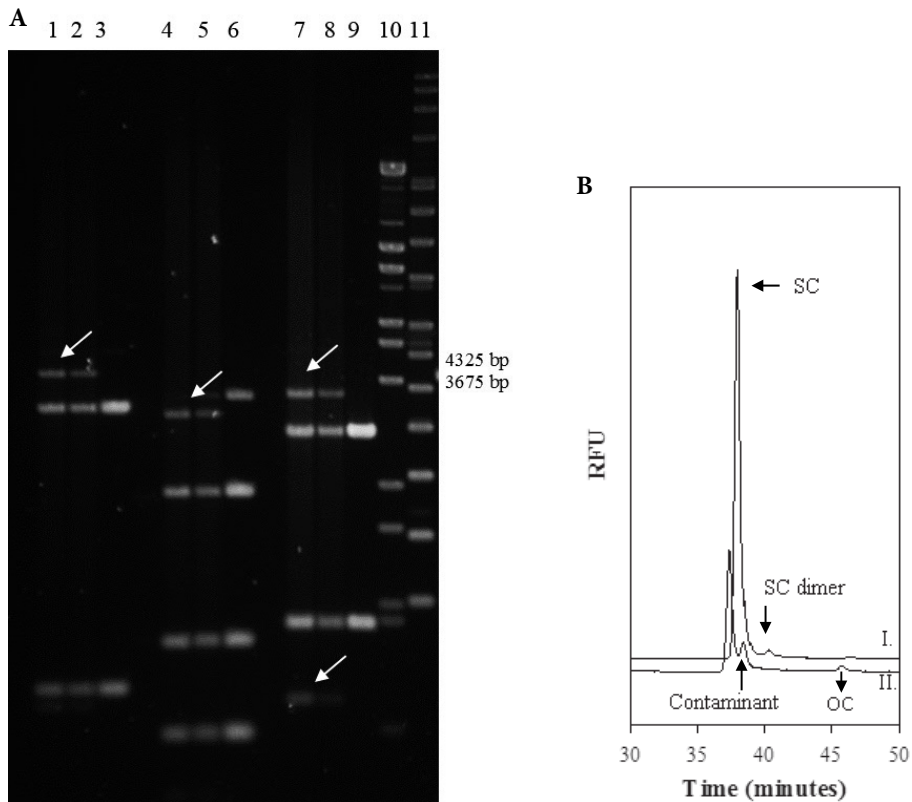 A
1 2 3 4 5 6 7 8 9 10 11
4325 bp
3675 bp
B
SC
RFU
SC dimer
I.
II.
Contaminant
OC
30 35 40 45 50
Time (minutes)